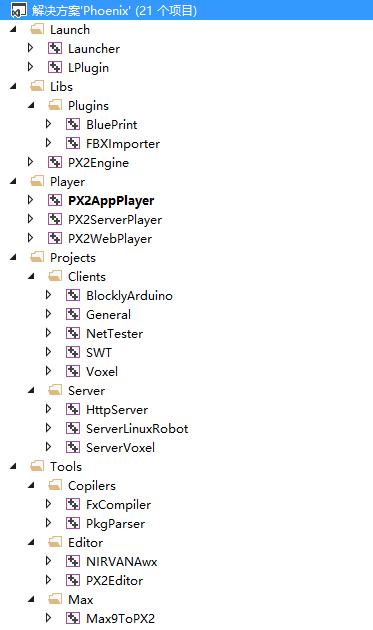 解决方案'Phoenix' (21 个项目)
Launch
Launcher
LPlugin
Libs
Plugins
BluePrint
FBXImporter
PX2Engine
Player
PX2AppPlayer
PX2ServerPlayer
PX2WebPlayer
Projects
Clients
BlocklyArduino
General
NetTester
SWT
Voxel
Server
HttpServer
ServerLinuxRobot
ServerVoxel
Tools
Copilers
FxCompiler
PkgParser
Editor
NIRVANAwx
PX2Editor
Max
Max9ToPX2